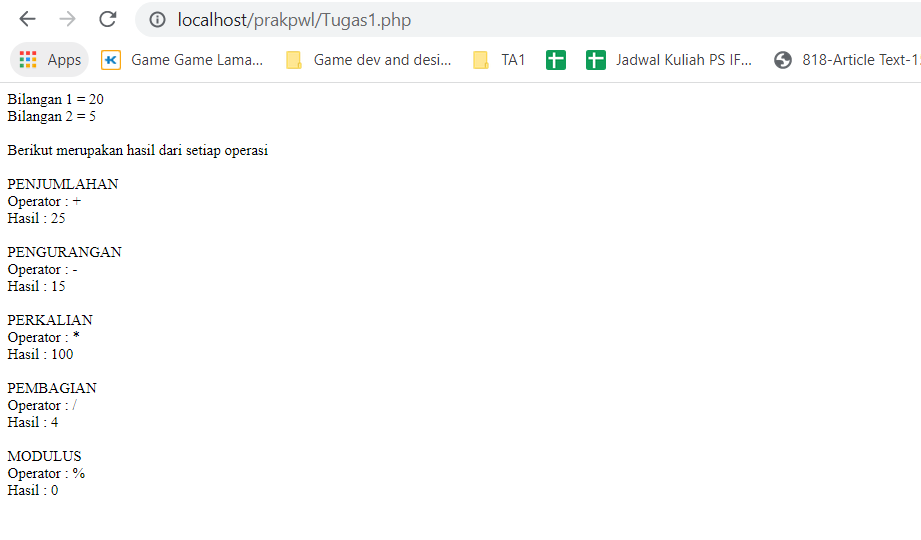 localhost/prakpwl/Tugas1.php
Apps Game Game Lama... Game dev and desi... TA1 Jadwal Kuliah PS IF... 818-Article Text-1
Bilangan 1 = 20
Bilangan 2 = 5
Berikut merupakan hasil dari setiap operasi
PENJUMLAHAN
Operator : +
Hasil : 25
PENGURANGAN
Operator : -
Hasil : 15
PERKALIAN
Operator : *
Hasil : 100
PEMBAGIAN
Operator : /
Hasil : 4
MODULUS
Operator : %
Hasil : 0